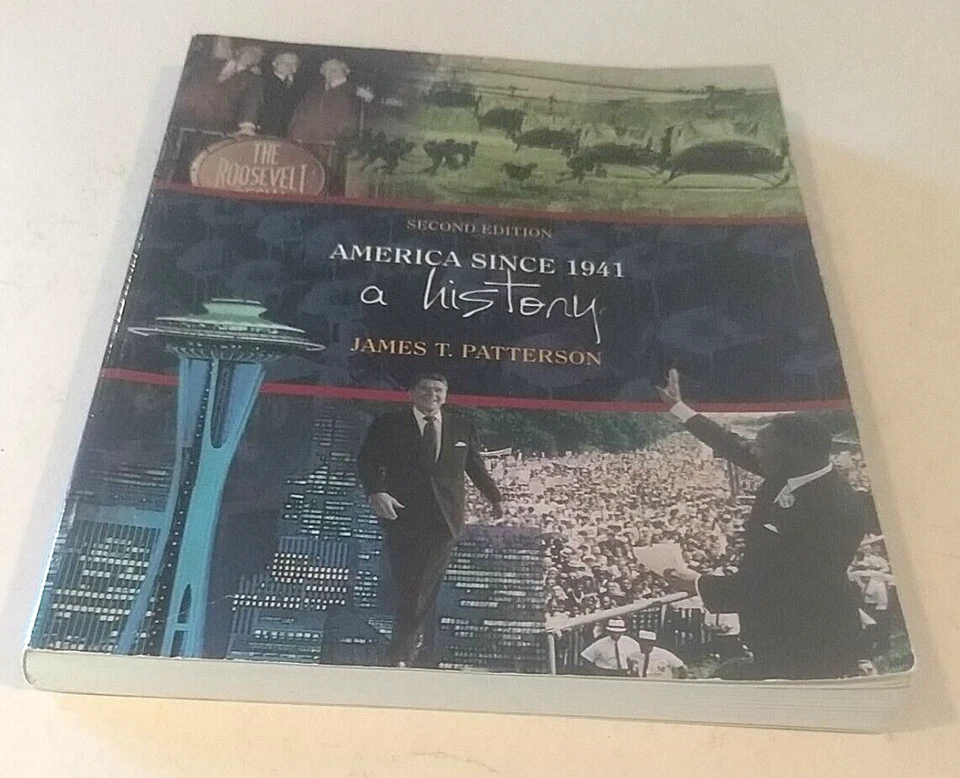 THE
ROOSEVELT
SECOND EDITION
AMERICA SINCE 1941
a history
JAMES T. PATTERSON